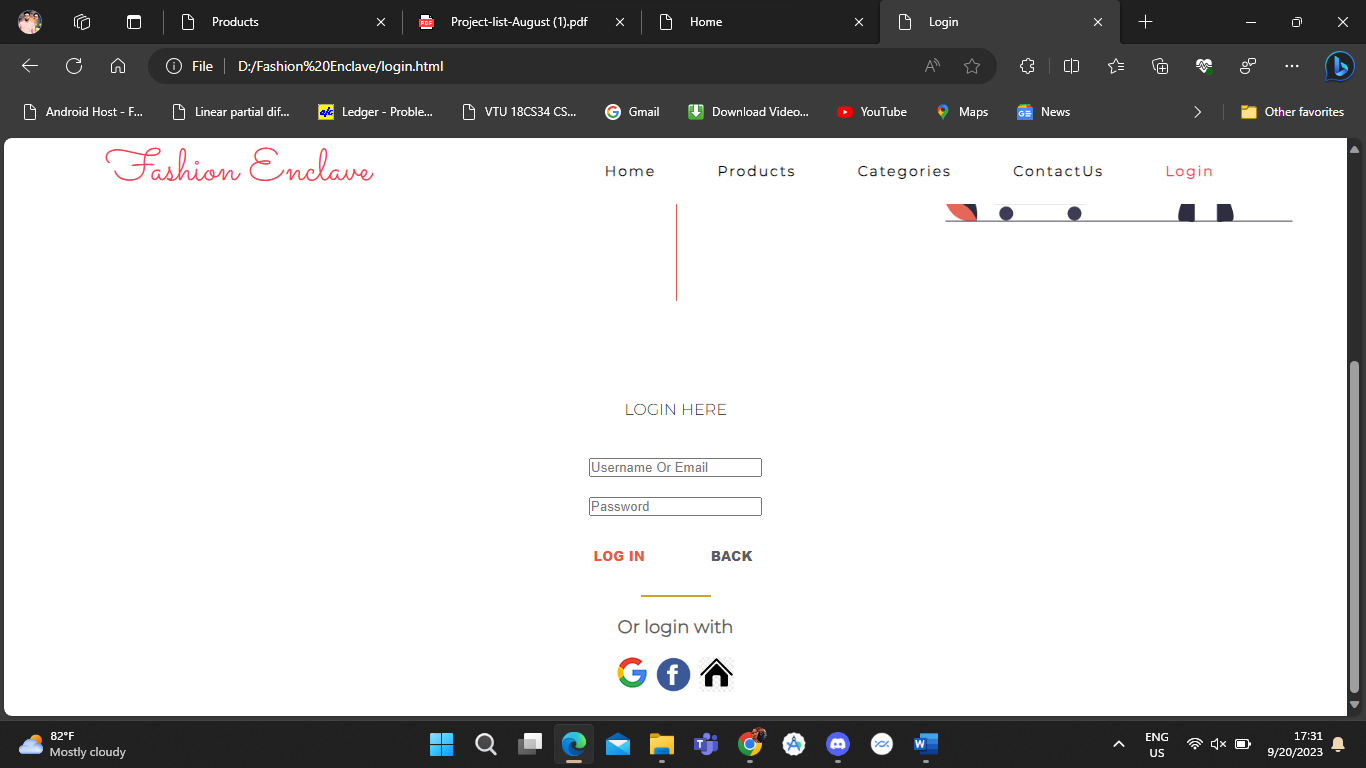 Products
Project-list-August (1).pdf
Home
Login
File
D:/Fashion%20Enclave/login.html
Android Host - F...
Linear partial dif...
Ledger - Proble...
VTU 18CS34 CS...
Gmail
Download Video...
YouTube
Maps
News
Other favorites
Fashion Enclave
Home
Products
Categories
ContactUs
Login
LOGIN HERE
Username Or Email
Password
LOG IN
BACK
Or login with
82°F
Mostly cloudy
ENG
US
17:31
9/20/2023